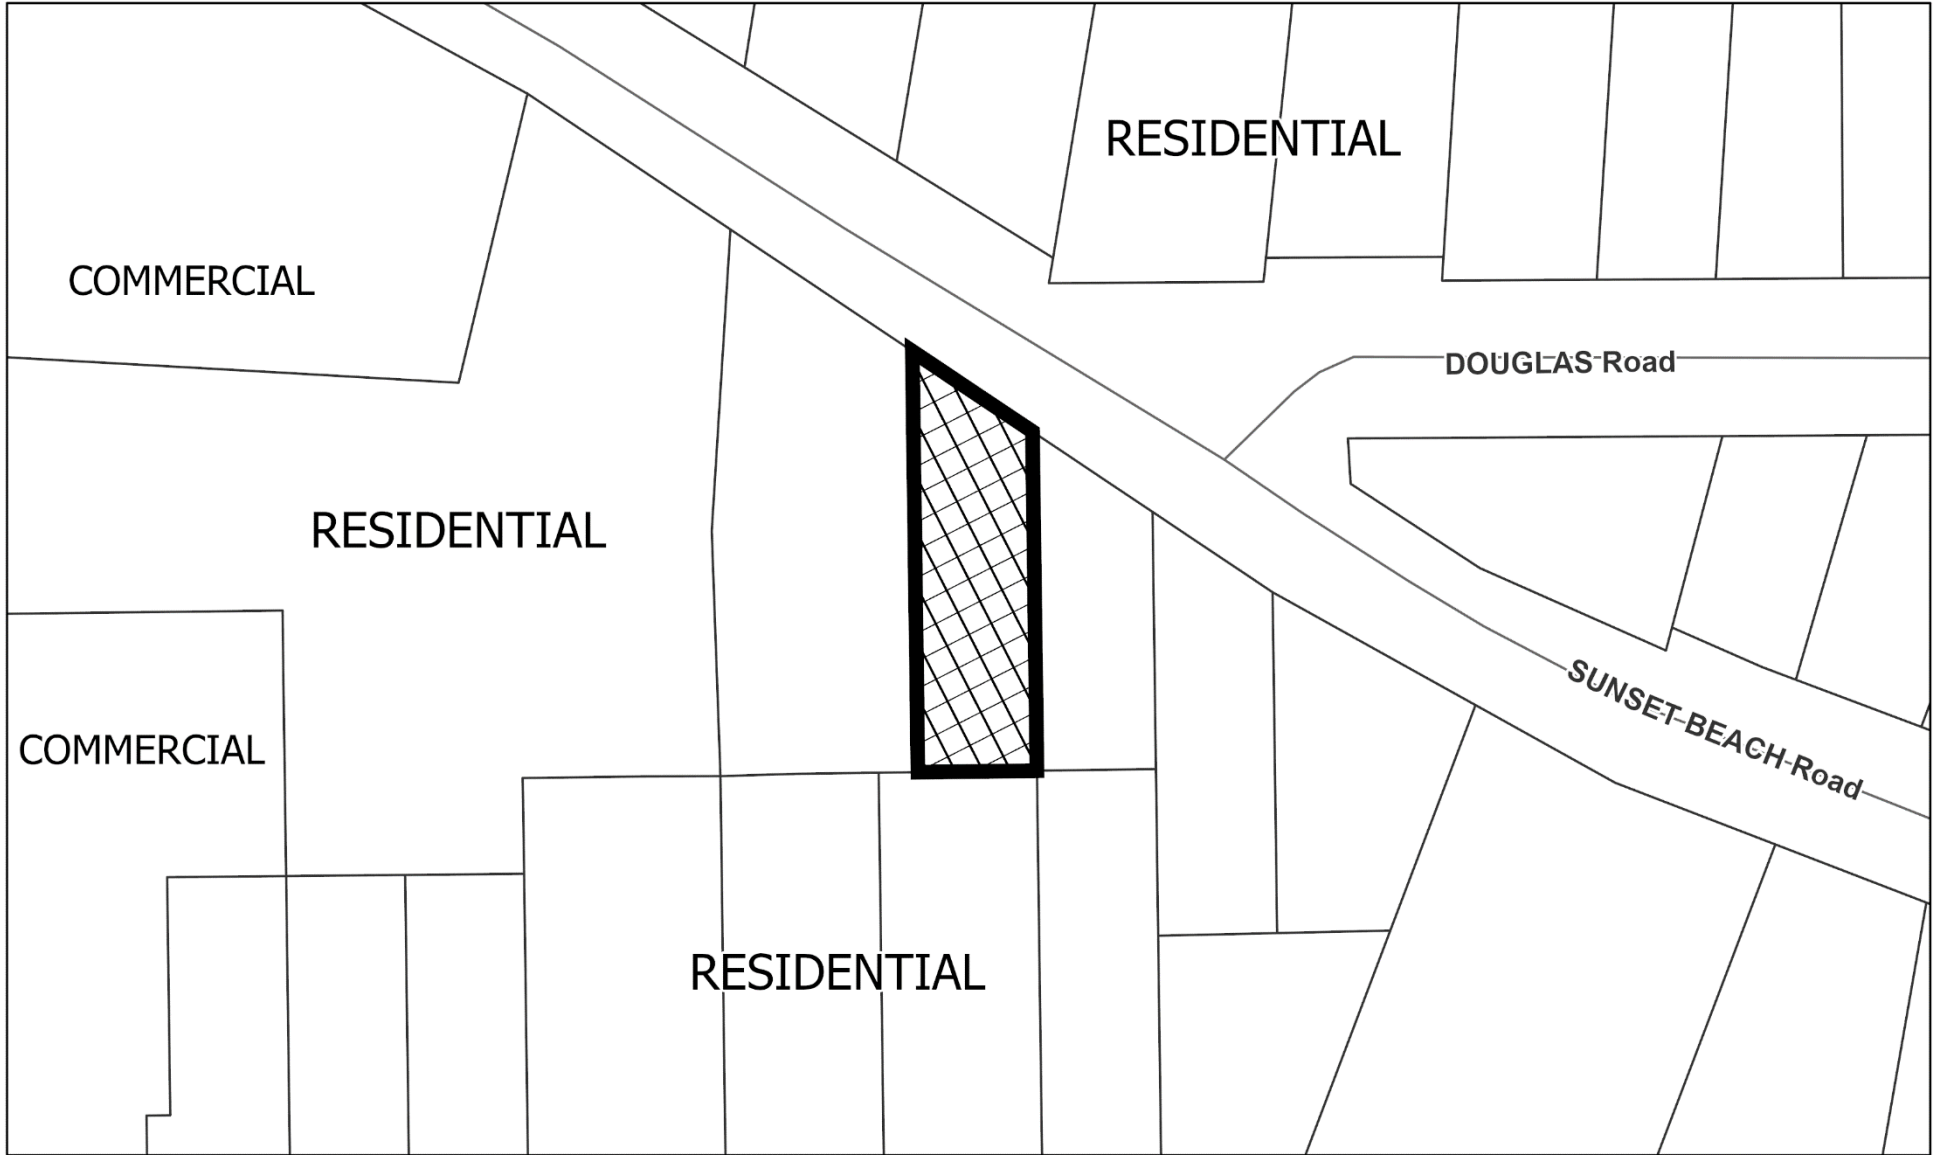 RESIDENTIAL
COMMERCIAL
DOUGLAS Road
RESIDENTIAL
SUNSET BEACH Road
COMMERCIAL
RESIDENTIAL